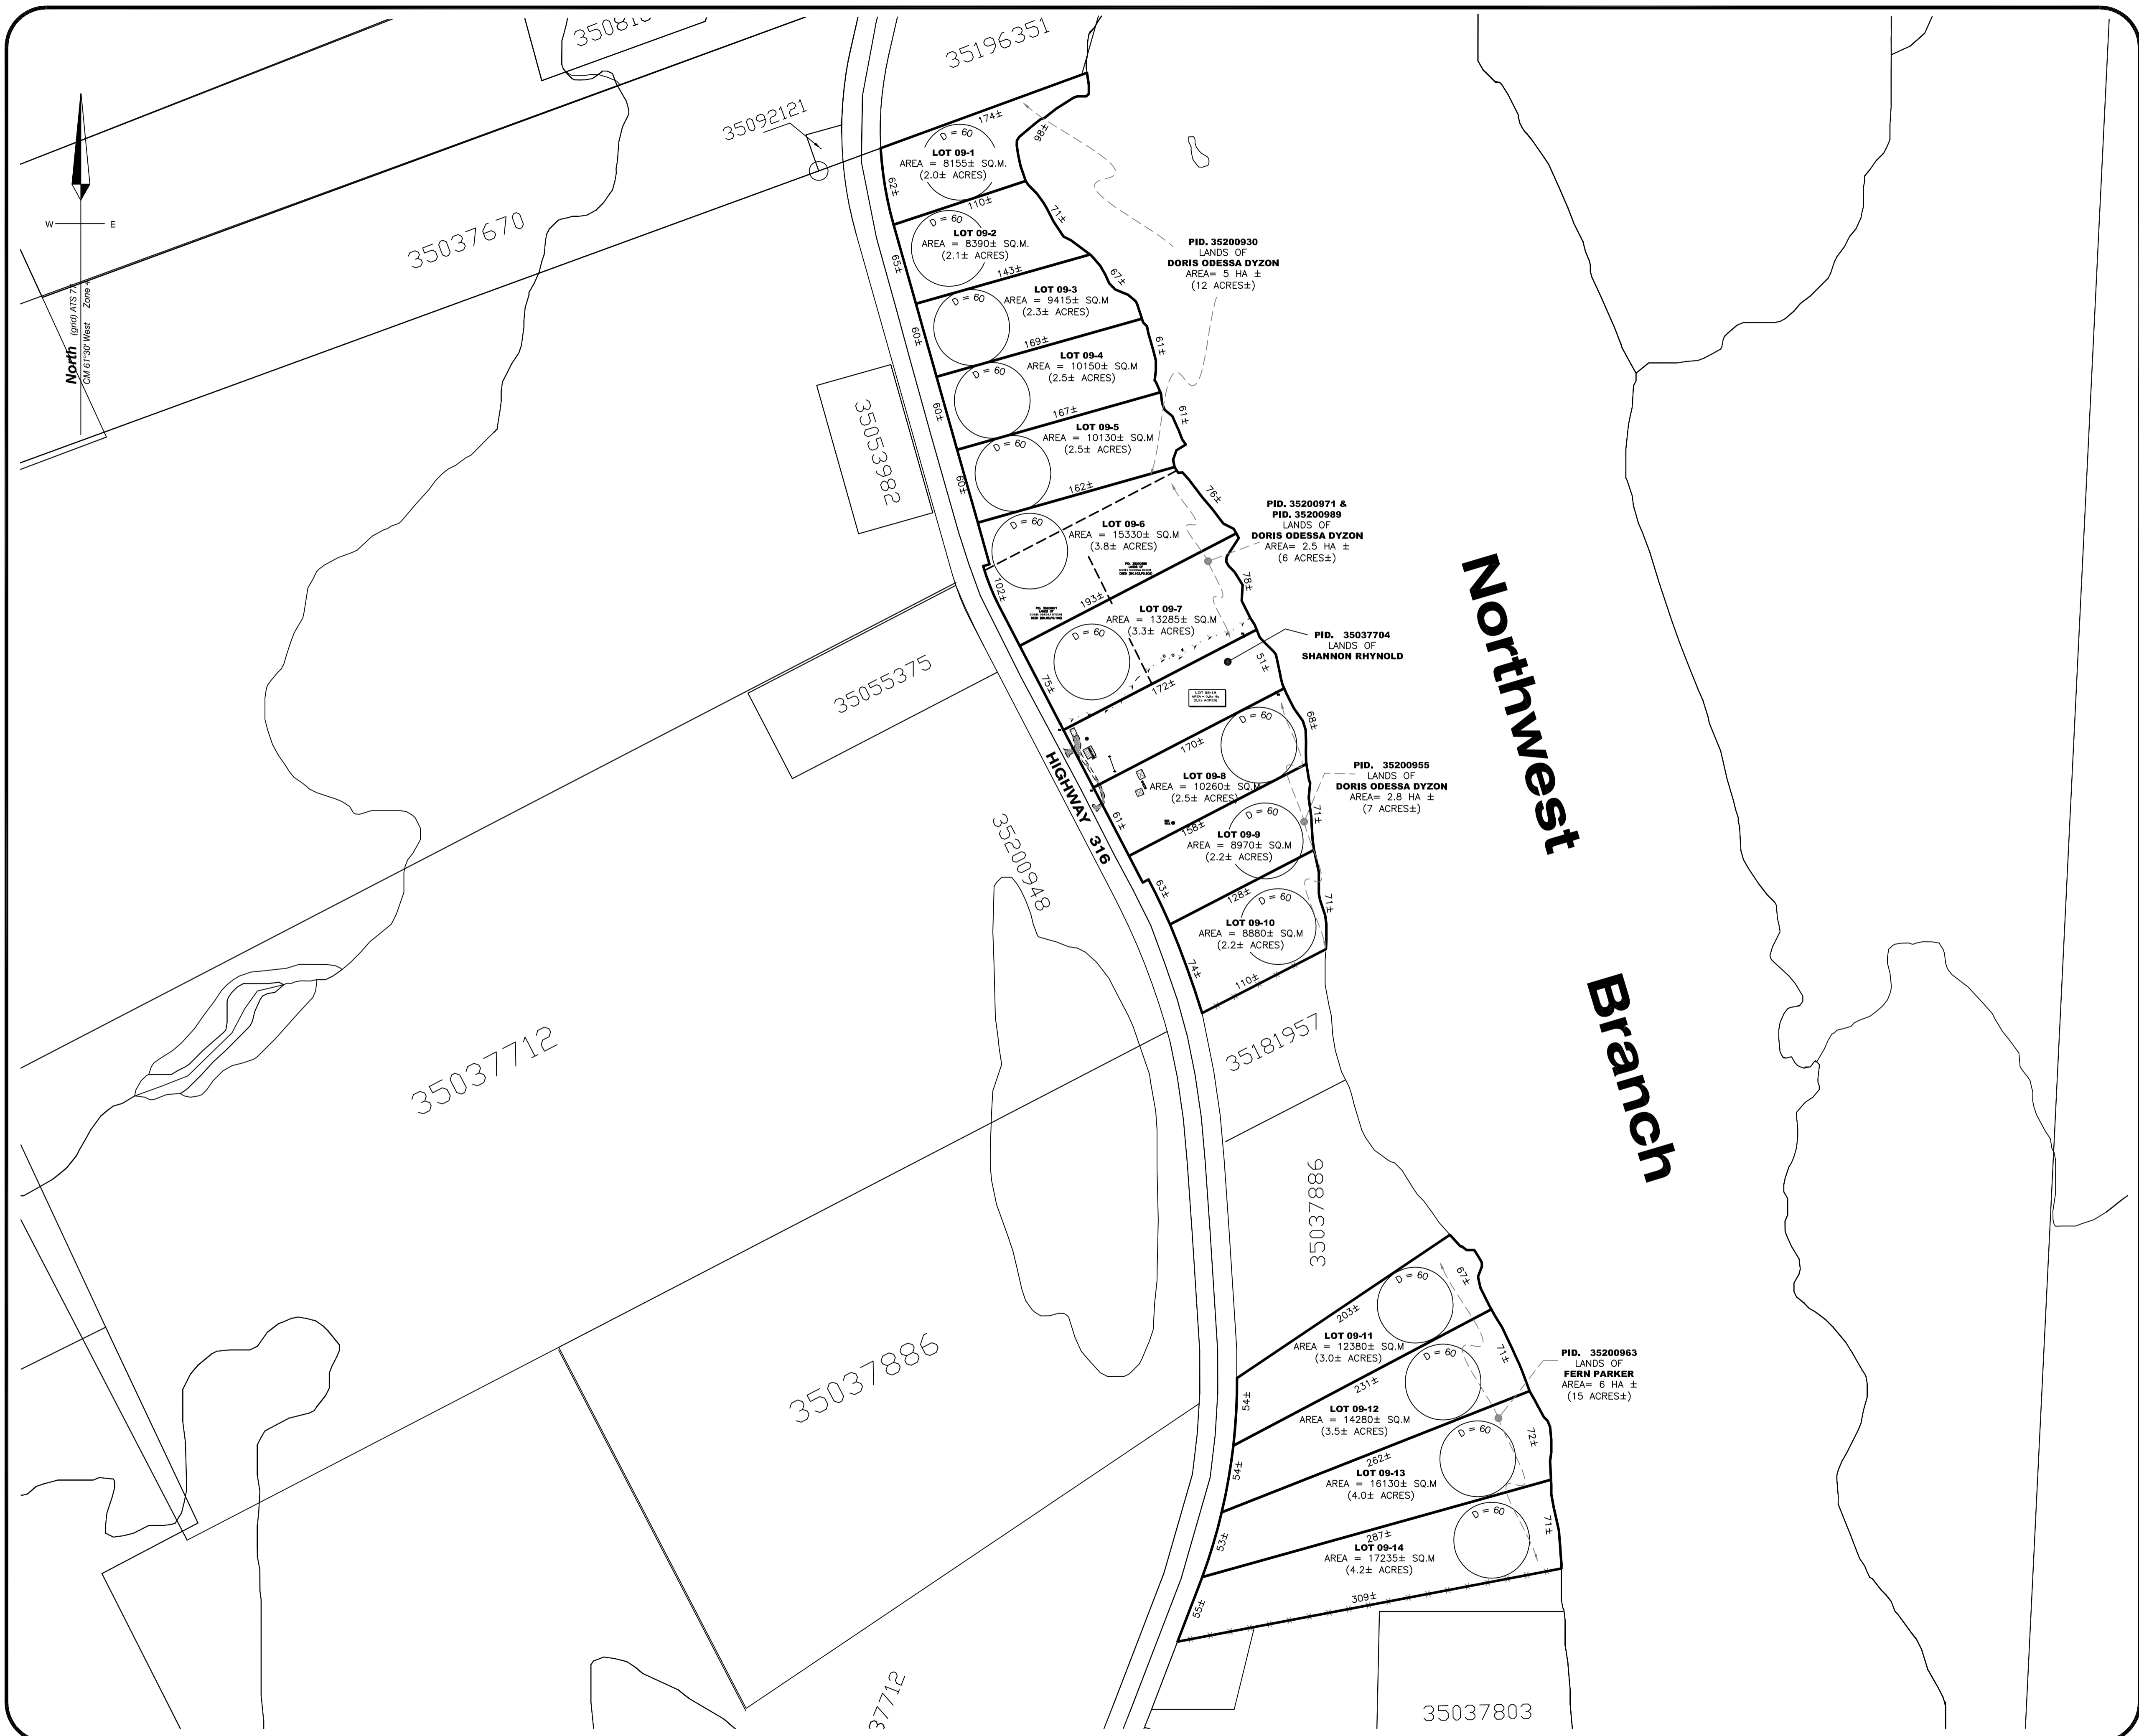 350810
35196351
35092121
35037670
W E
North (grid) ATS 77
CM 61°30' West Zone 4
174±
98±
D = 60
LOT 09-1
AREA = 8155± SQ.M.
(2.0± ACRES)
62±
110±
71±
D = 60
LOT 09-2
AREA = 8390± SQ.M.
(2.1± ACRES)
65±
143±
67±
PID. 35200930
LANDS OF
DORIS ODESSA DYZON
AREA= 5 HA ±
(12 ACRES±)
D = 60
LOT 09-3
AREA = 9415± SQ.M
(2.3± ACRES)
60±
169±
61±
D = 60
LOT 09-4
AREA = 10150± SQ.M
(2.5± ACRES)
60±
167±
61±
35053982
D = 60
LOT 09-5
AREA = 10130± SQ.M
(2.5± ACRES)
60±
162±
76±
D = 60
LOT 09-6
AREA = 15330± SQ.M
(3.8± ACRES)
PID. 35200971 &
PID. 35200989
LANDS OF
DORIS ODESSA DYZON
AREA= 2.5 HA ±
(6 ACRES±)
102±
193±
78±
LOT 09-7
AREA = 13285± SQ.M
(3.3± ACRES)
D = 60
PID. 35037704
LANDS OF
SHANNON RHYNOLD
35055375
75±
172±
51±
170±
D = 60
68±
HIGHWAY 316
LOT 09-8
AREA = 10260± SQ.M
(2.5± ACRES)
PID. 35200955
LANDS OF
DORIS ODESSA DYZON
AREA= 2.8 HA ±
(7 ACRES±)
61±
158±
71±
D = 60
LOT 09-9
AREA = 8970± SQ.M
(2.2± ACRES)
35200948
63±
128±
71±
D = 60
LOT 09-10
AREA = 8880± SQ.M
(2.2± ACRES)
74±
110±
Northwest
Branch
35181957
35037712
35037886
67±
D = 60
203±
LOT 09-11
AREA = 12380± SQ.M
(3.0± ACRES)
54±
231±
71±
D = 60
LOT 09-12
AREA = 14280± SQ.M
(3.5± ACRES)
PID. 35200963
LANDS OF
FERN PARKER
AREA= 6 HA ±
(15 ACRES±)
35037886
54±
262±
72±
D = 60
LOT 09-13
AREA = 16130± SQ.M
(4.0± ACRES)
53±
287±
71±
D = 60
LOT 09-14
AREA = 17235± SQ.M
(4.2± ACRES)
55±
309±
37712
35037803